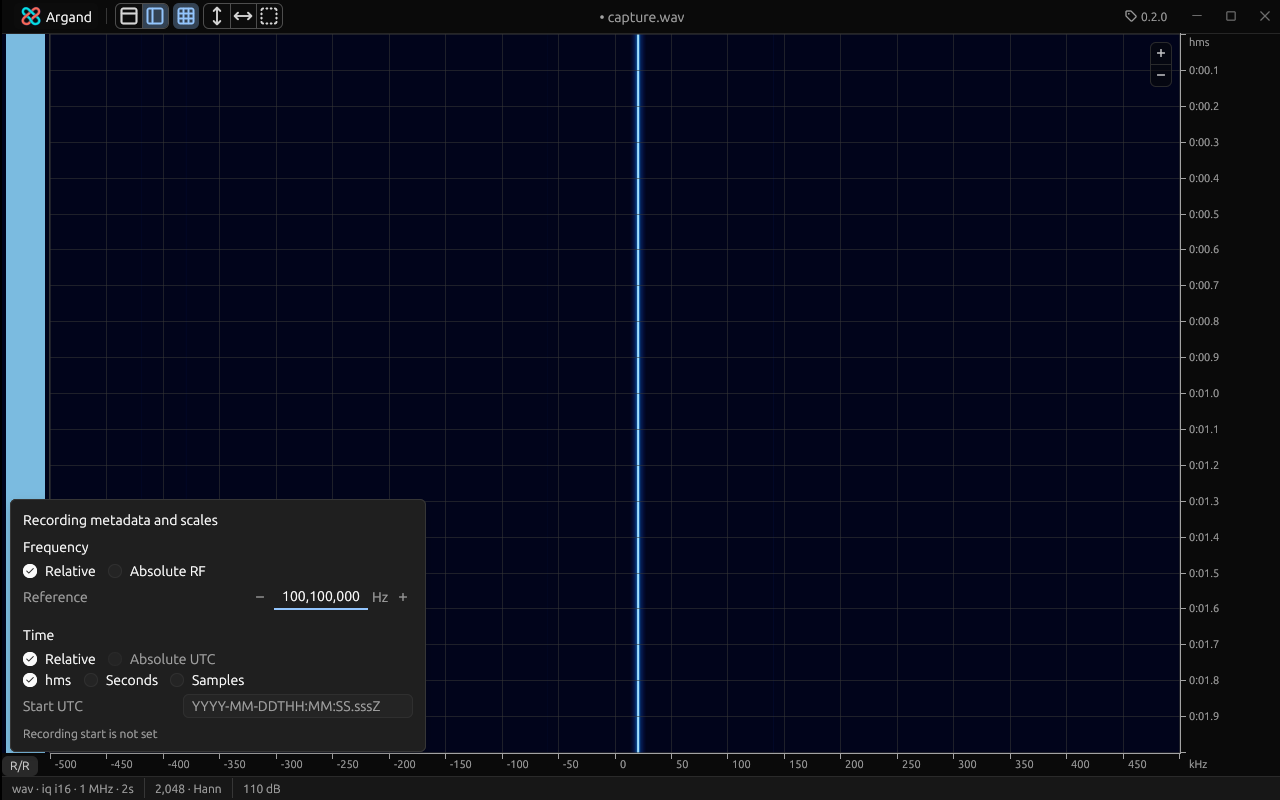 Argand
• capture.wav
0.2.0
hms
+
−
0:00.1
0:00.2
0:00.3
0:00.4
0:00.5
0:00.6
0:00.7
0:00.8
0:00.9
0:01.0
0:01.1
0:01.2
0:01.3
0:01.4
0:01.5
0:01.6
0:01.7
0:01.8
0:01.9
Recording metadata and scales
Frequency
Relative Absolute RF
Reference − 100,100,000 Hz +
Time
Relative Absolute UTC
hms Seconds Samples
Start UTC YYYY-MM-DDTHH:MM:SS.sssZ
Recording start is not set
R/R -500 -450 -400 -350 -300 -250 -200 -150 -100 -50 0 50 100 150 200 250 300 350 400 450 kHz
wav · iq i16 · 1 MHz · 2s 2,048 · Hann 110 dB